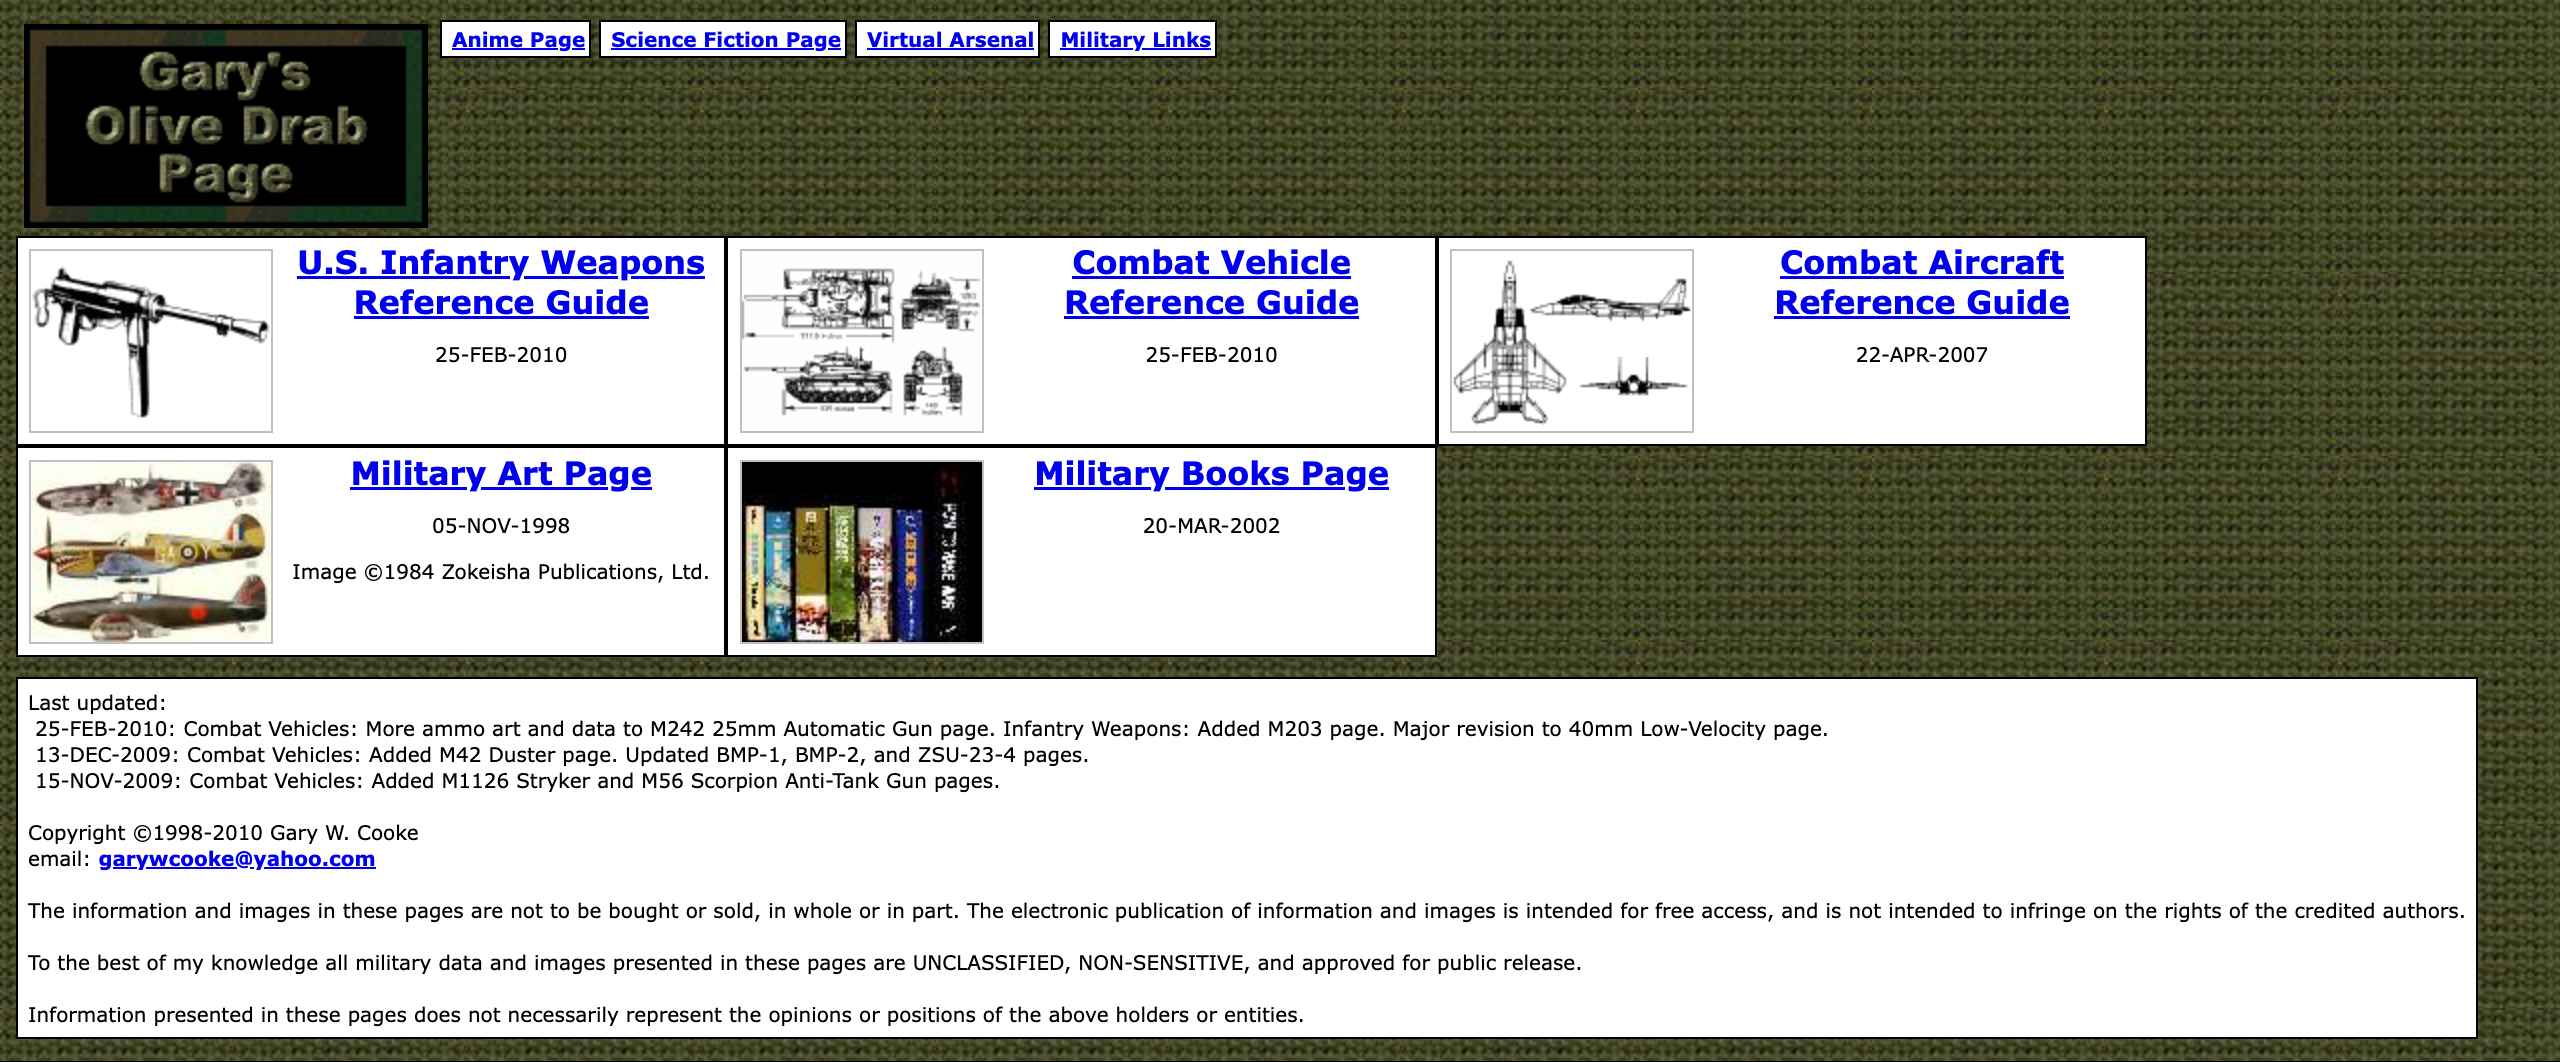 Gary's
Olive Drab
Page
Anime Page
Science Fiction Page
Virtual Arsenal
Military Links
U.S. Infantry Weapons
Reference Guide
25-FEB-2010
Combat Vehicle
Reference Guide
25-FEB-2010
Combat Aircraft
Reference Guide
22-APR-2007
Military Art Page
05-NOV-1998
Image ©1984 Zokeisha Publications, Ltd.
Military Books Page
20-MAR-2002
Last updated:
25-FEB-2010: Combat Vehicles: More ammo art and data to M242 25mm Automatic Gun page. Infantry Weapons: Added M203 page. Major revision to 40mm Low-Velocity page.
13-DEC-2009: Combat Vehicles: Added M42 Duster page. Updated BMP-1, BMP-2, and ZSU-23-4 pages.
15-NOV-2009: Combat Vehicles: Added M1126 Stryker and M56 Scorpion Anti-Tank Gun pages.
Copyright ©1998-2010 Gary W. Cooke
email: garywcooke@yahoo.com
The information and images in these pages are not to be bought or sold, in whole or in part. The electronic publication of information and images is intended for free access, and is not intended to infringe on the rights of the credited authors.
To the best of my knowledge all military data and images presented in these pages are UNCLASSIFIED, NON-SENSITIVE, and approved for public release.
Information presented in these pages does not necessarily represent the opinions or positions of the above holders or entities.